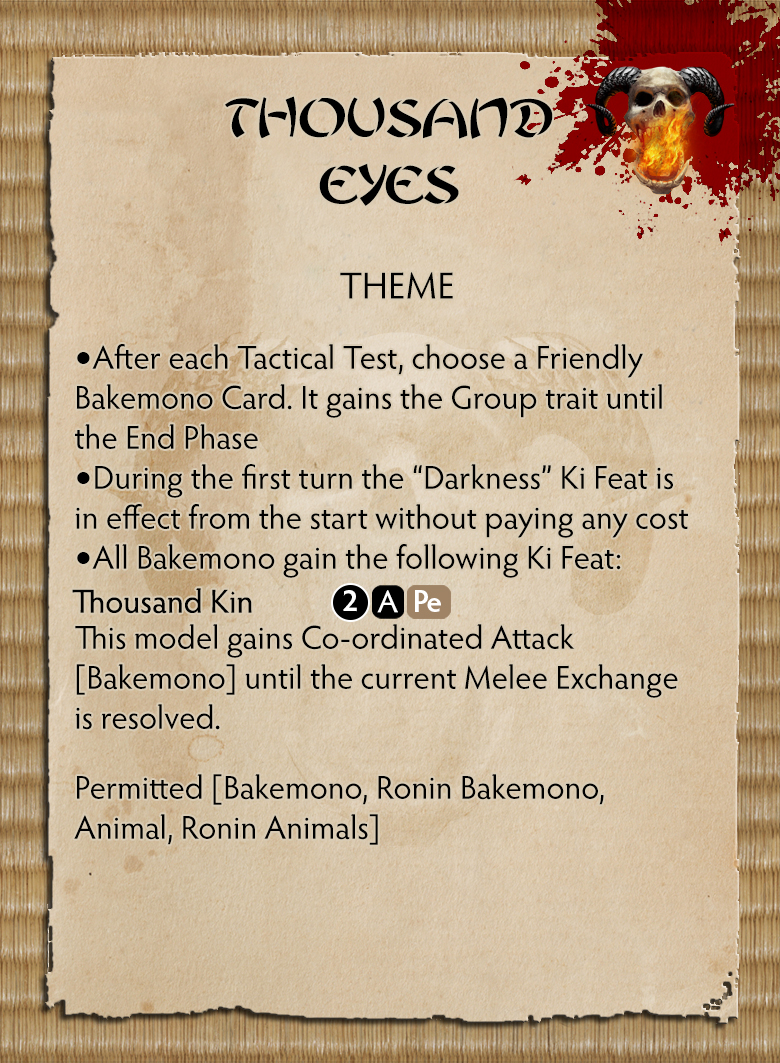 THOUSAND
EYES
THEME
•After each Tactical Test, choose a Friendly
Bakemono Card. It gains the Group trait until
the End Phase
•During the first turn the “Darkness” Ki Feat is
in effect from the start without paying any cost
•All Bakemono gain the following Ki Feat:
Thousand Kin 2 A Pe
This model gains Co-ordinated Attack
[Bakemono] until the current Melee Exchange
is resolved.
Permitted [Bakemono, Ronin Bakemono,
Animal, Ronin Animals]